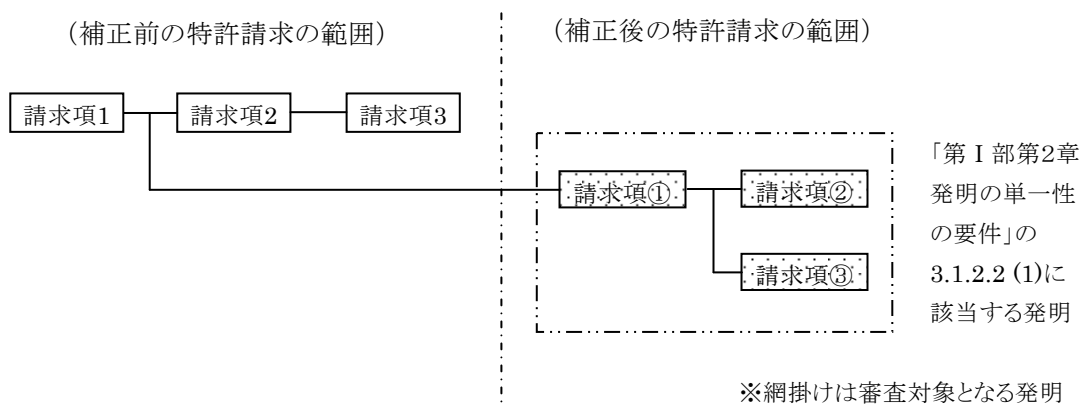 (補正前の特許請求の範囲)
(補正後の特許請求の範囲)
請求項1
請求項2
請求項3
請求項①
請求項②
請求項③
「第Ⅰ部第2章
発明の単一性
の要件」の
3.1.2.2 (1)に
該当する発明
※網掛けは審査対象となる発明